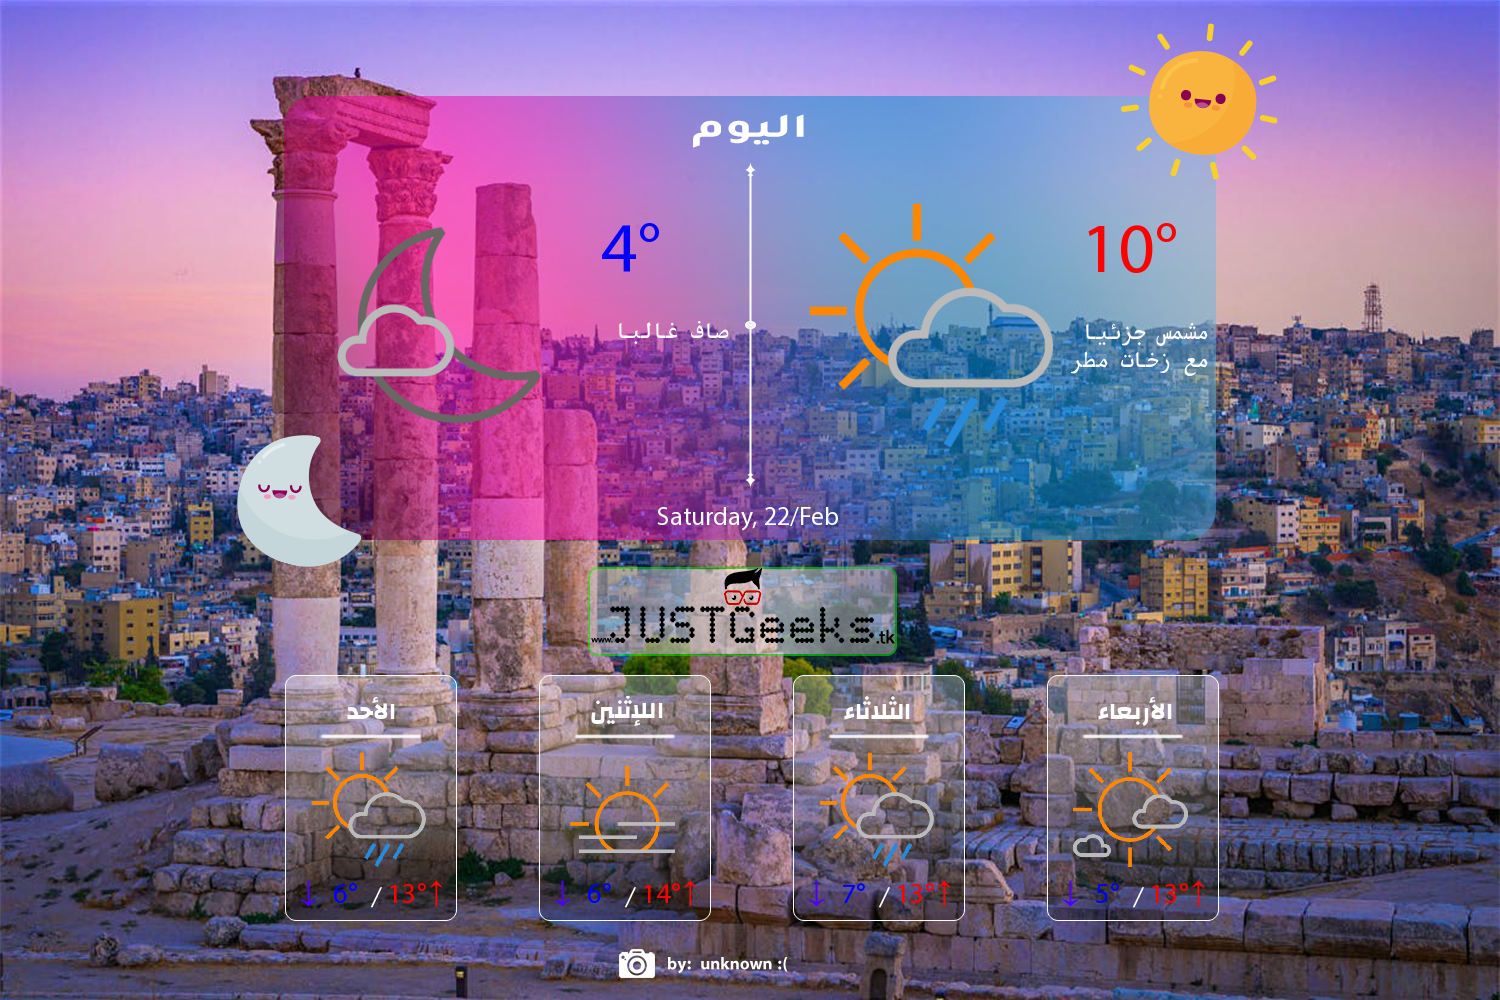 اليوم
4°
10°
صاف غالبا
مشمس جزئيا
مع زخات مطر
Saturday, 22/Feb
www.JUSTGeeks.tk
الأحد
اللإثنين
الثلاثاء
الأربعاء
↓ 6° / 13°↑
↓ 6° / 14°↑
↓ 7° / 13°↑
↓ 5° / 13°↑
by: unknown :(